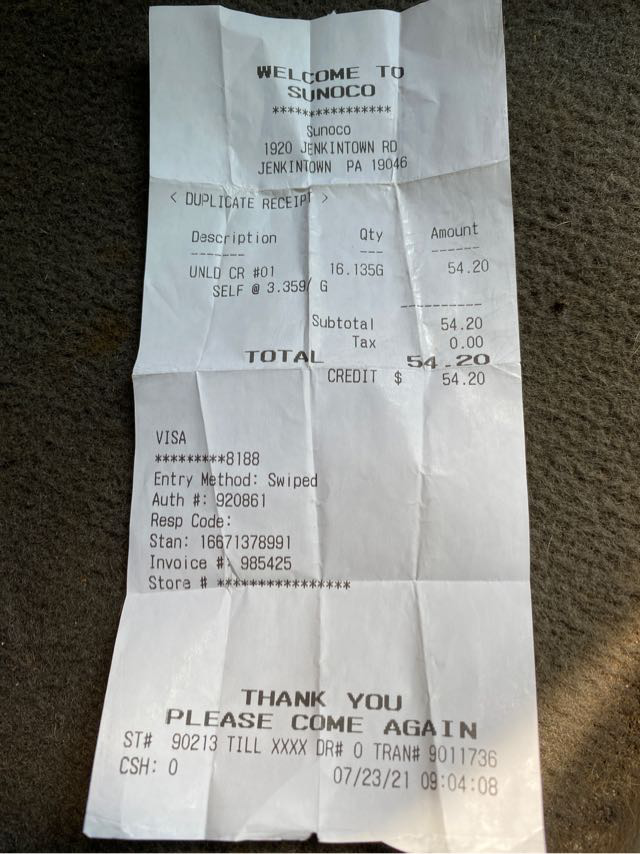 WELCOME TO
SUNOCO
*****************
Sunoco
1920 JENKINTOWN RD
JENKINTOWN PA 19046
< DUPLICATE RECEIPT >
Description Qty Amount
------- --- ------
UNLD CR #01 16.135G 54.20
SELF @ 3.359/ G
----------
Subtotal 54.20
Tax 0.00
TOTAL 54.20
CREDIT $ 54.20
VISA
*********8188
Entry Method: Swiped
Auth #: 920861
Resp Code:
Stan: 16671378991
Invoice #: 985425
Store # *****************
THANK YOU
PLEASE COME AGAIN
ST# 90213 TILL XXXX DR# 0 TRAN# 9011736
CSH: 0 07/23/21 09:04:08